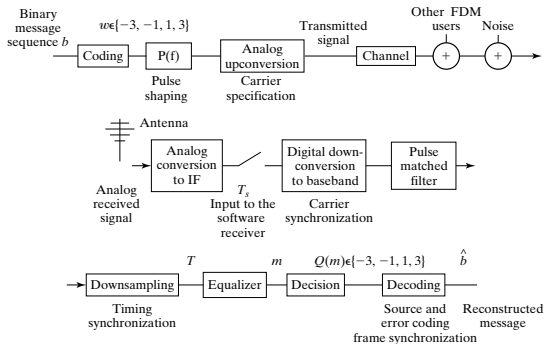 Binary
message
sequence b
wϵ{−3, −1, 1, 3}
Coding
P(f)
Pulse
shaping
Analog
upconversion
Carrier
specification
Transmitted
signal
Channel
Other FDM
users
Noise
+
+
Antenna
Analog
received
signal
Analog
conversion
to IF
Ts
Input to the
software
receiver
Digital down-
conversion
to baseband
Carrier
synchronization
Pulse
matched
filter
Downsampling
Timing
synchronization
T
Equalizer
m
Decision
Q(m)ϵ{−3, −1, 1, 3}
Decoding
Source and
error coding
frame synchronization
b̂
Reconstructed
message